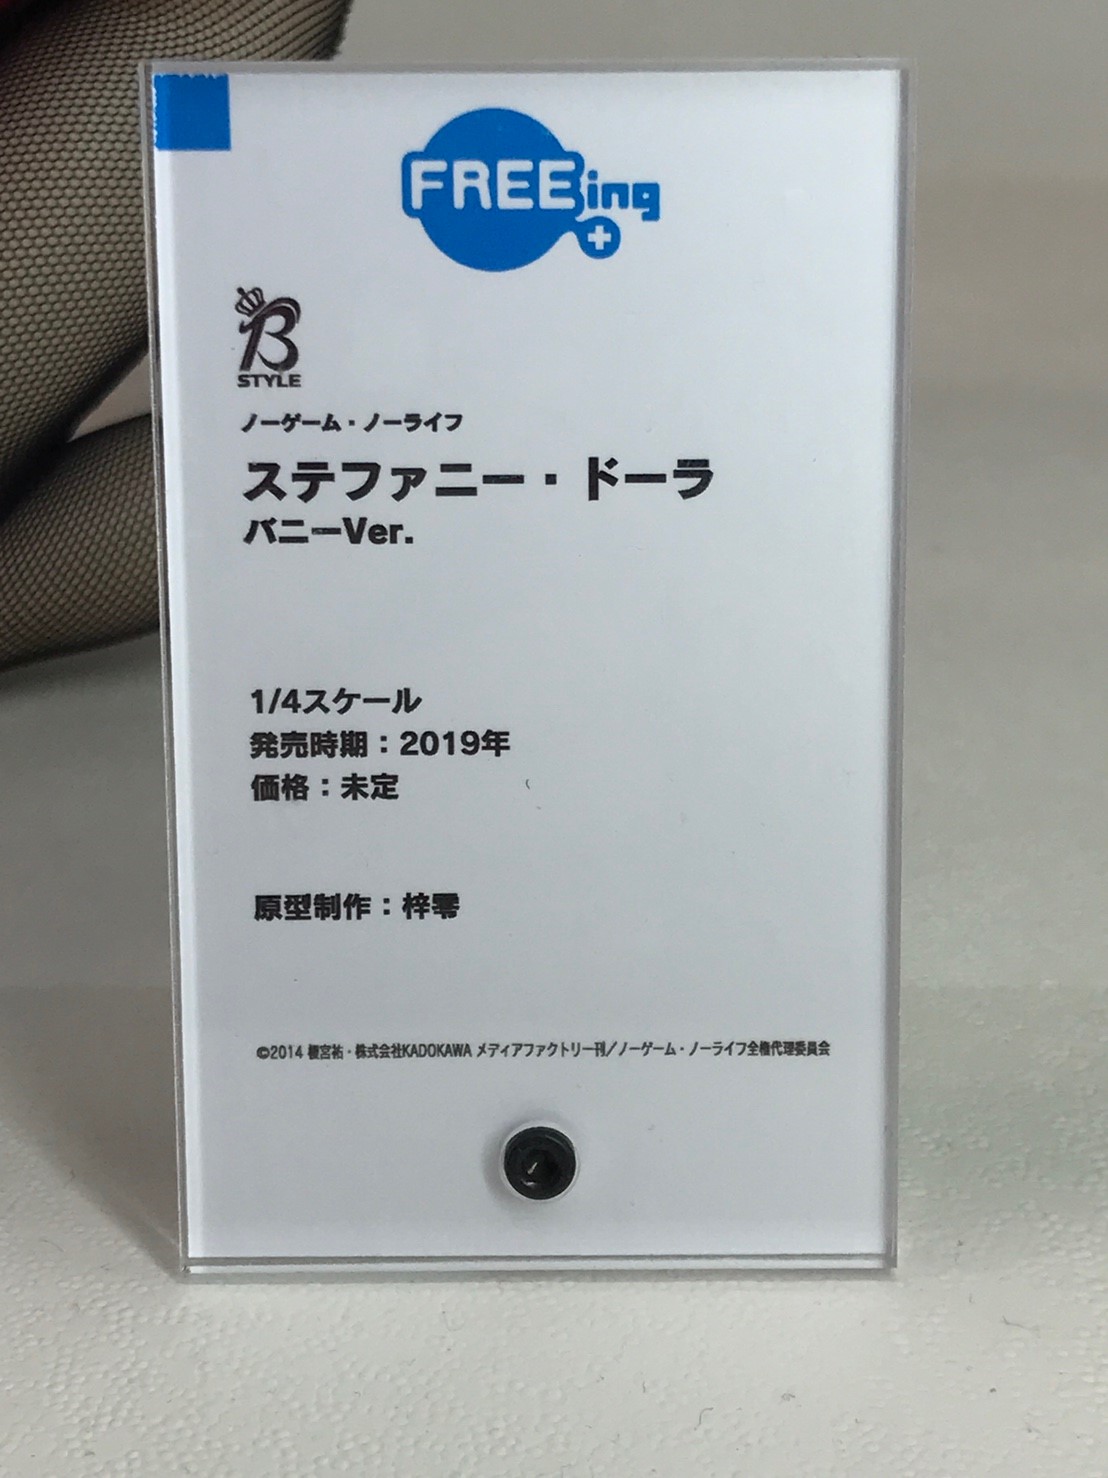 FREEing
B
STYLE
ノーゲーム・ノーライフ
ステファニー・ドーラ
バニーVer.
1/4スケール
発売時期：2019年
価格：未定
原型制作：梓零
©2014 榎宮祐・株式会社KADOKAWA メディアファクトリー刊／ノーゲーム・ノーライフ全権代理委員会